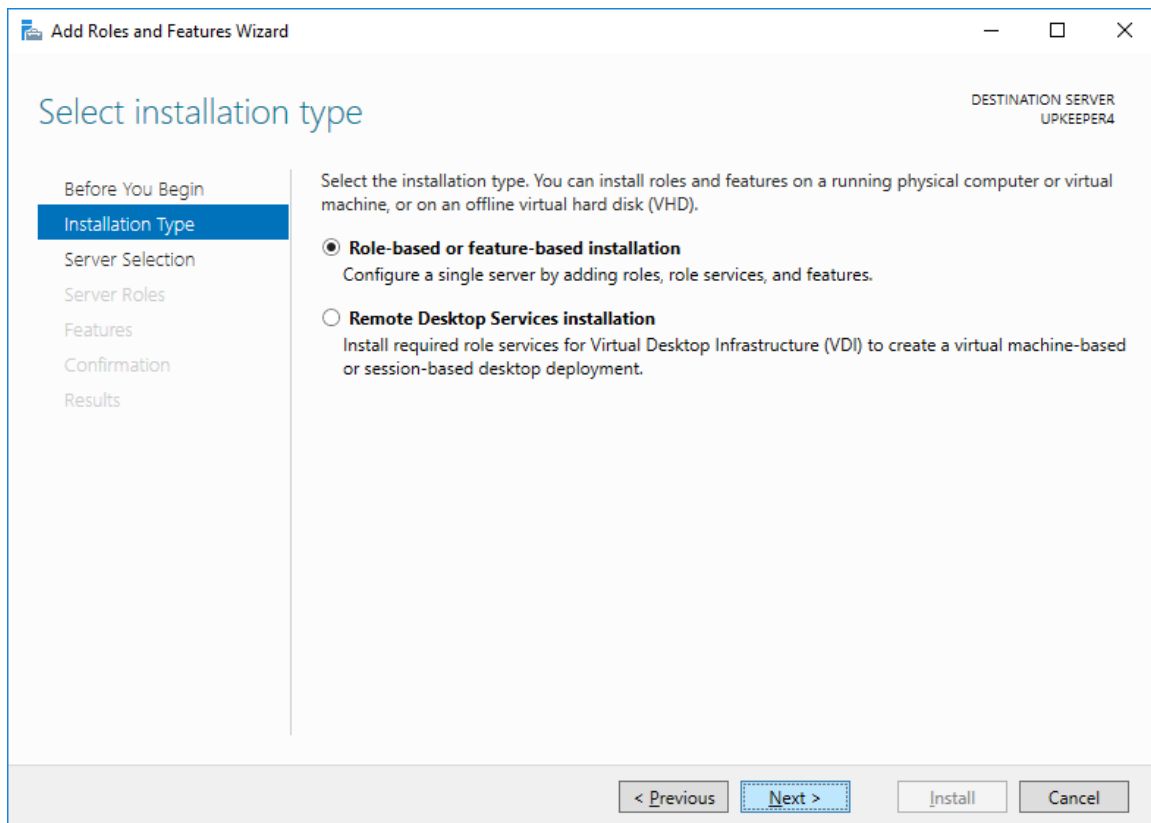 Add Roles and Features Wizard
Select installation type
DESTINATION SERVER
UPKEEPER4
Before You Begin
Installation Type
Server Selection
Server Roles
Features
Confirmation
Results
Select the installation type. You can install roles and features on a running physical computer or virtual
machine, or on an offline virtual hard disk (VHD).
Role-based or feature-based installation
Configure a single server by adding roles, role services, and features.
Remote Desktop Services installation
Install required role services for Virtual Desktop Infrastructure (VDI) to create a virtual machine-based
or session-based desktop deployment.
< Previous
Next >
Install
Cancel